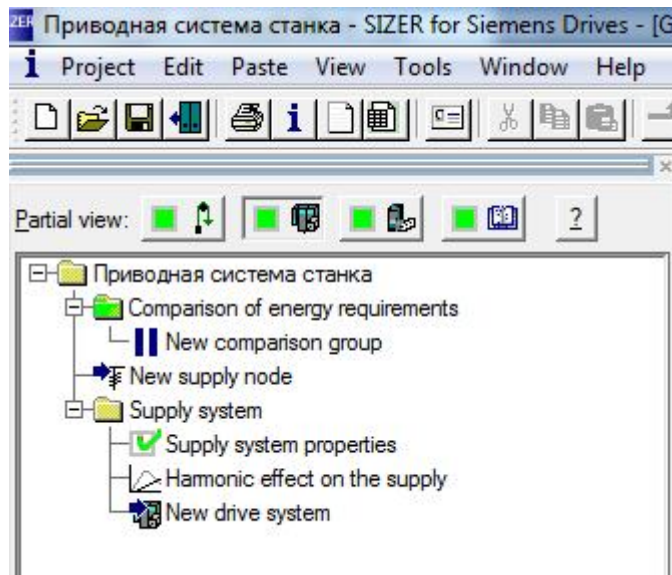 Приводная система станка - SIZER for Siemens Drives - [G
Project Edit Paste View Tools Window Help
Partial view: ?
Приводная система станка
Comparison of energy requirements
New comparison group
New supply node
Supply system
Supply system properties
Harmonic effect on the supply
New drive system